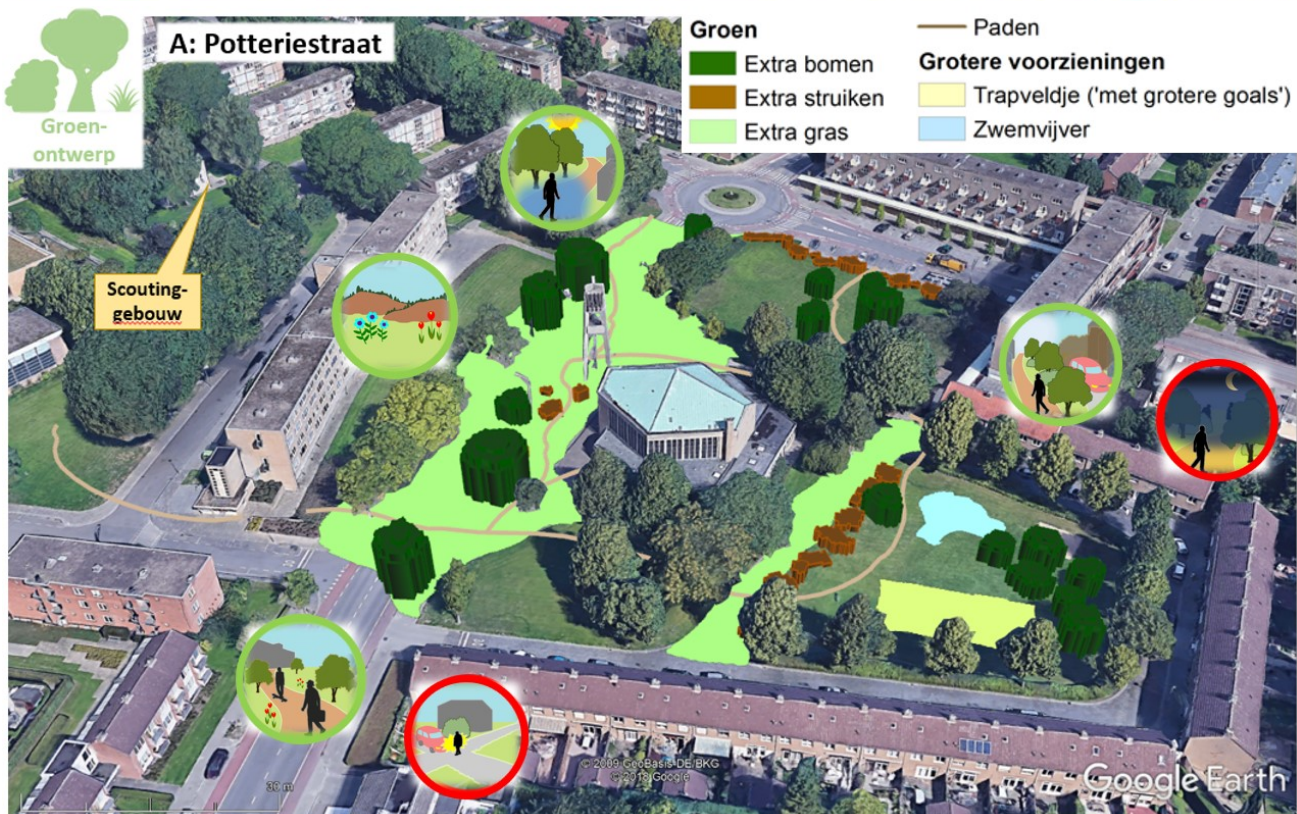 A: Potteriestraat
Groen-
ontwerp
Groen
Extra bomen
Extra struiken
Extra gras
Paden
Grotere voorzieningen
Trapveldje ('met grotere goals')
Zwemvijver
Scouting-
gebouw
© 2009 GeoBasis-DE/BKG
© 2018 Google
Google Earth
30 m